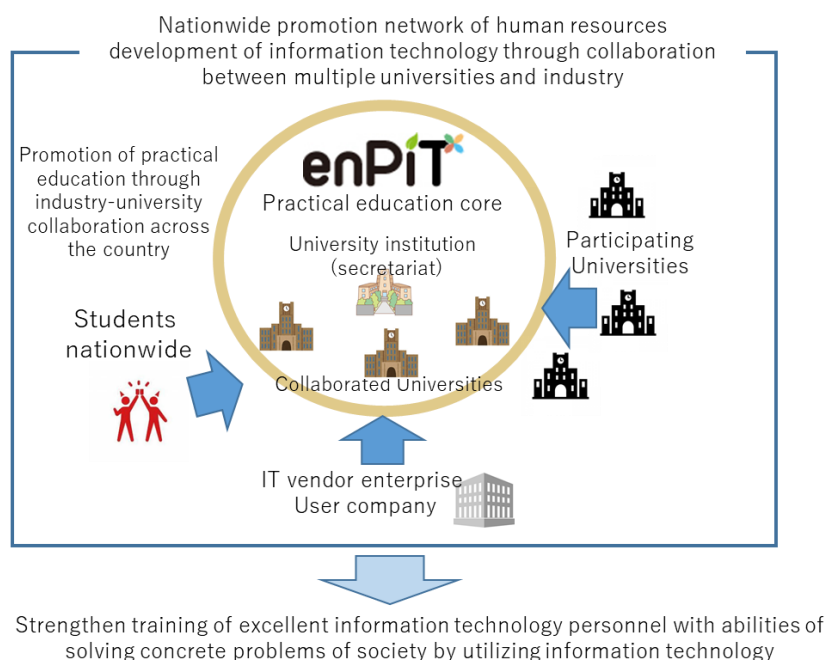 Nationwide promotion network of human resources
development of information technology through collaboration
between multiple universities and industry
Promotion of practical
education through
industry-university
collaboration across
the country
enPiT
Practical education core
University institution
(secretariat)
Collaborated Universities
Participating
Universities
Students
nationwide
IT vendor enterprise
User company
Strengthen training of excellent information technology personnel with abilities of
solving concrete problems of society by utilizing information technology